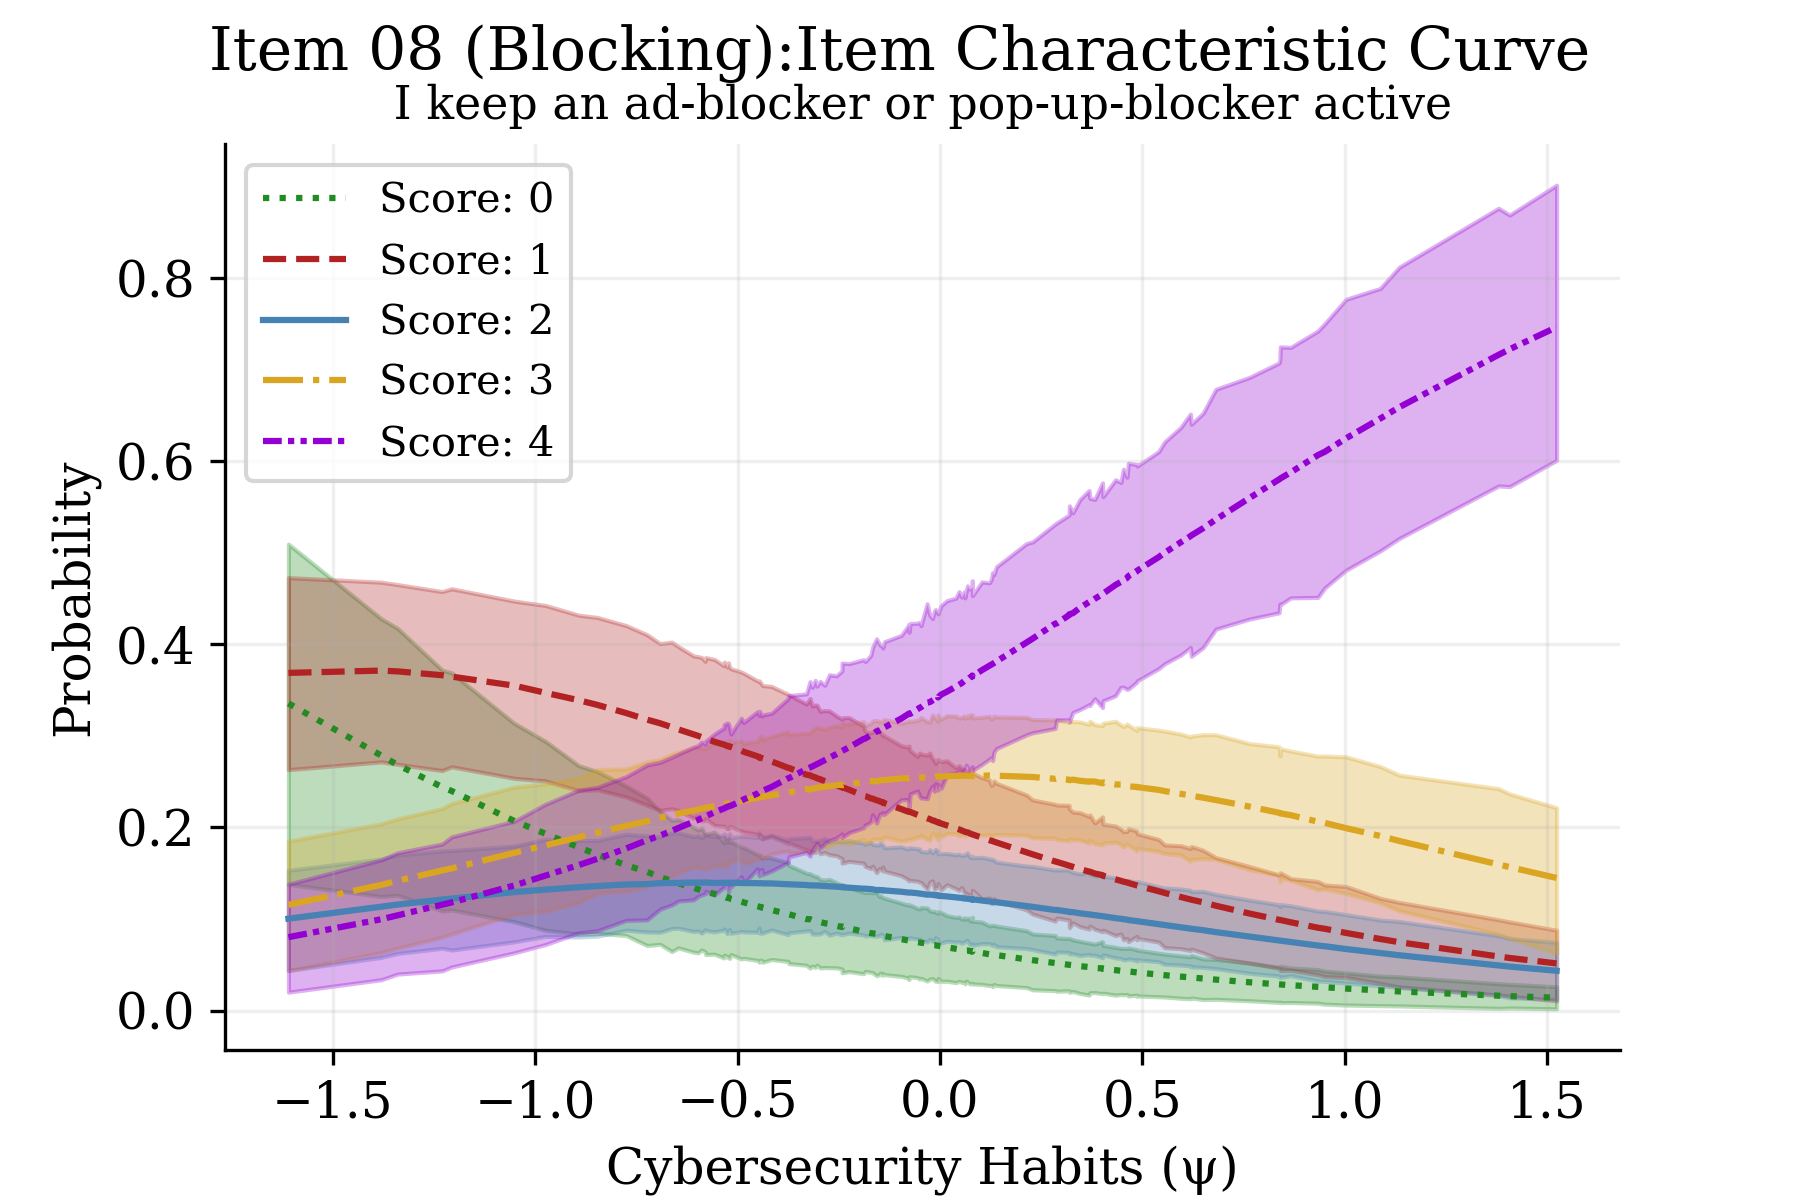 Item 08 (Blocking):Item Characteristic Curve
I keep an ad-blocker or pop-up-blocker active
Score: 0
Score: 1
Score: 2
Score: 3
Score: 4
Probability
0.8
0.6
0.4
0.2
0.0
−1.5 −1.0 −0.5 0.0 0.5 1.0 1.5
Cybersecurity Habits (ψ)